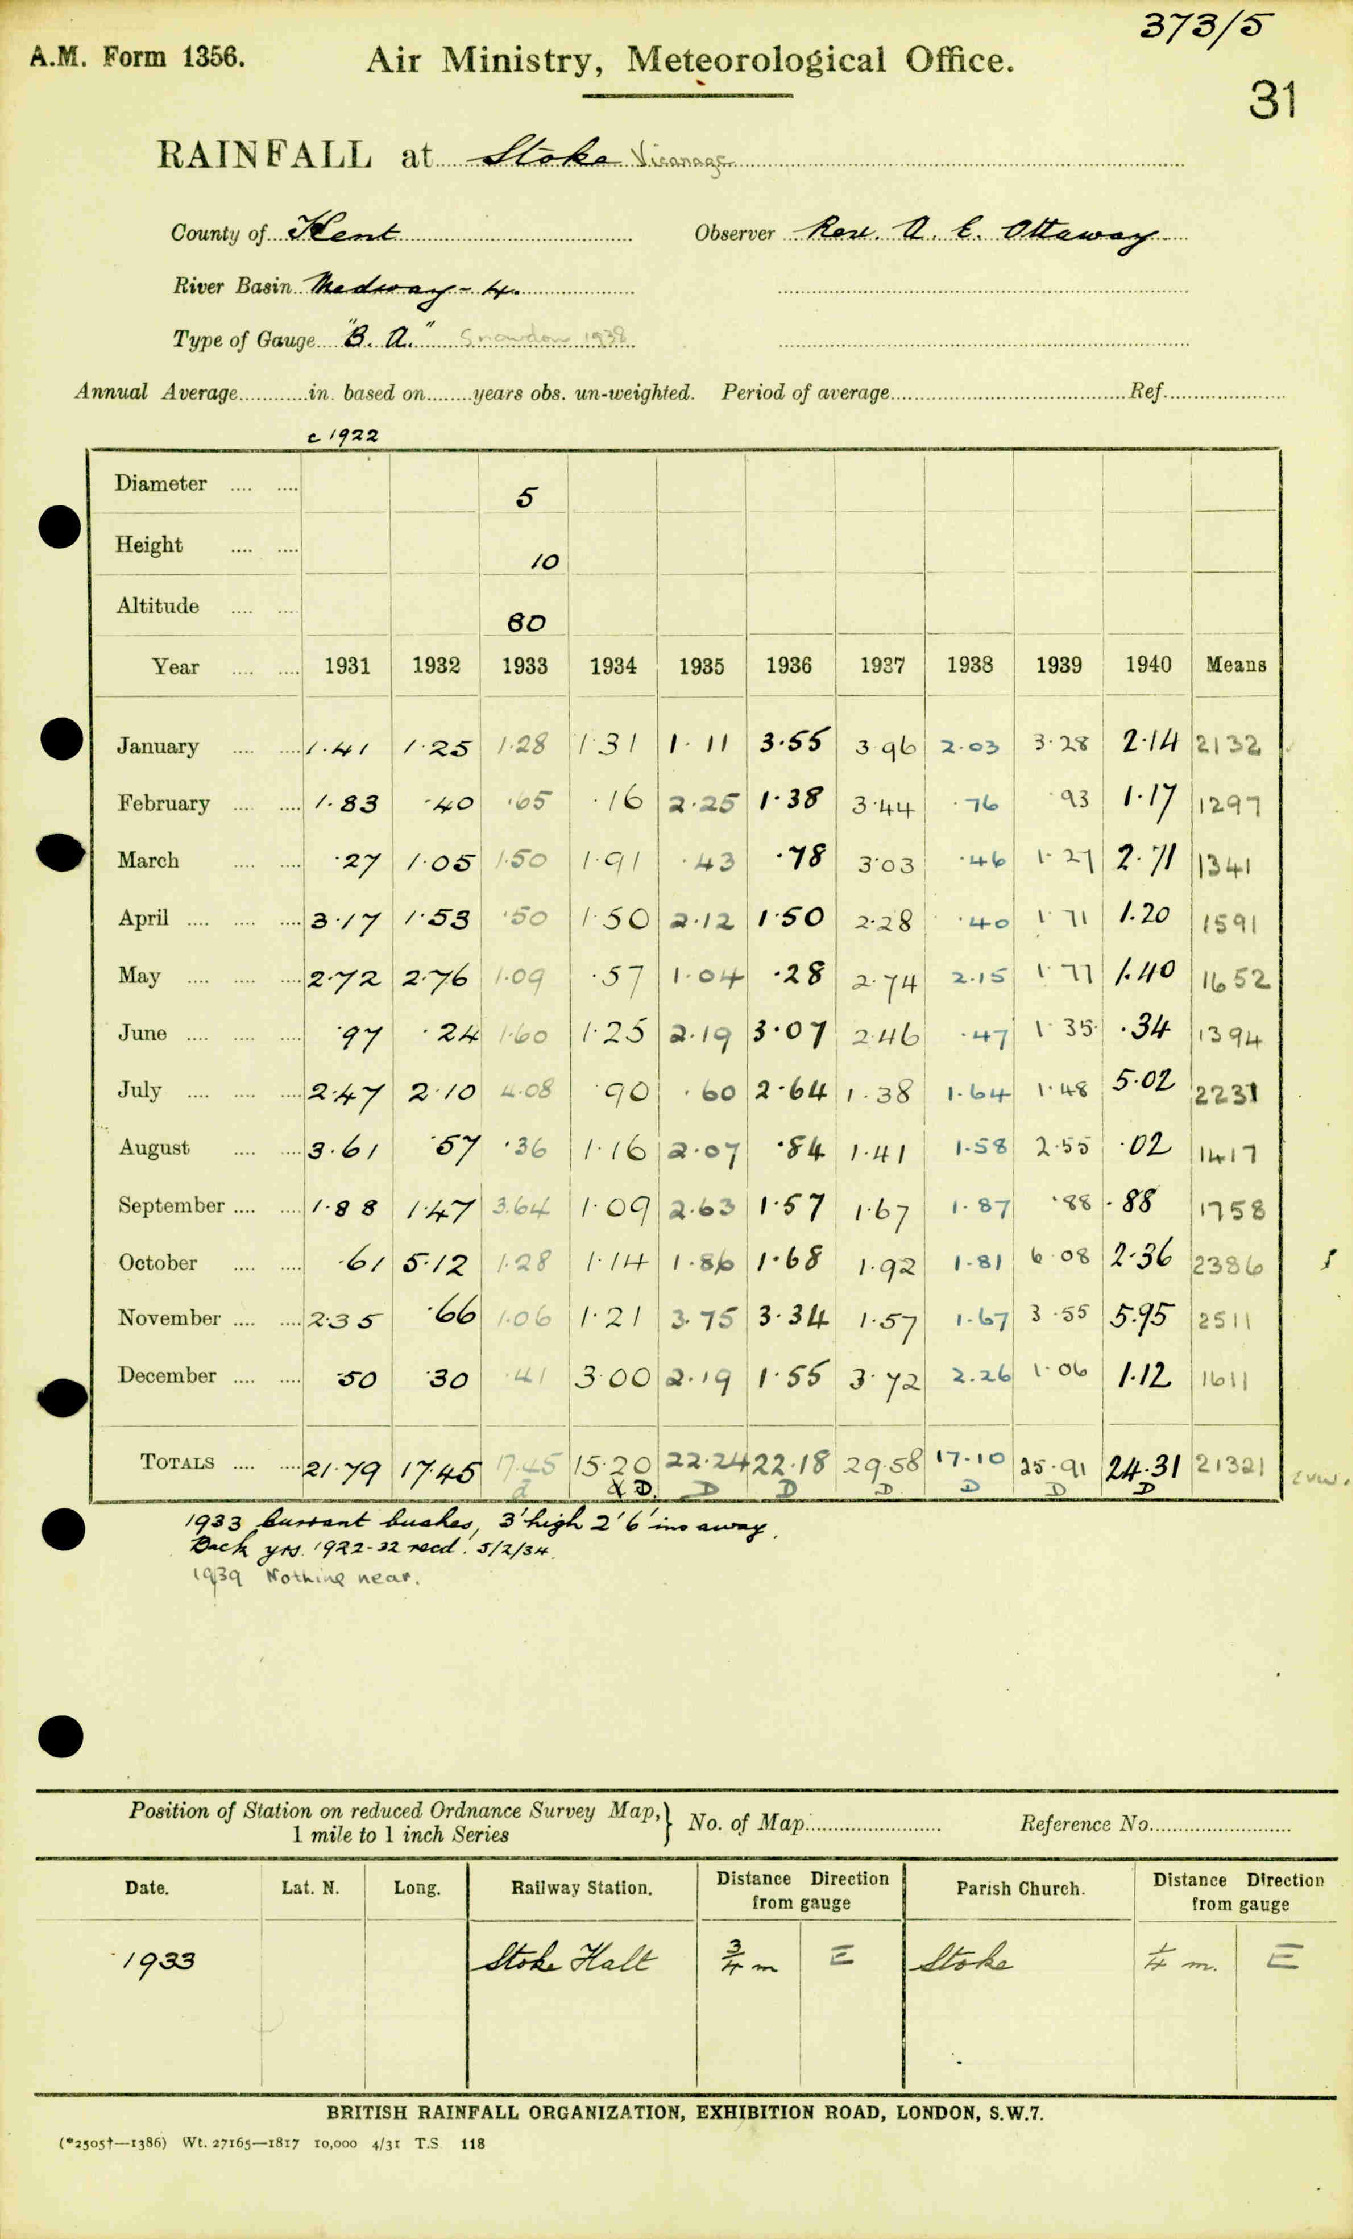 373/5
A.M. Form 1356. Air Ministry, Meteorological Office.
31
RAINFALL at Stoke Vicarage
County of Kent Observer Rev. A. E. Ottaway
River Basin Medway - 4.
Type of Gauge "B. A." Snowdon 1938
Annual Average............in. based on........years obs. un-weighted. Period of average........................................Ref......................
c 1922
Diameter .... .... 5
Height .... .... 10
Altitude .... .... 80
Year .... .... 1931 1932 1933 1934 1935 1936 1937 1938 1939 1940 Means
January .... .... 1·41 1·25 1·28 1·31 1·11 3·55 3·96 2·03 3·28 2·14 2132
February .... .... 1·83 ·40 ·65 ·16 2·25 1·38 3·44 ·76 ·93 1·17 1297
March .... .... ·27 1·05 1·50 1·91 ·43 ·78 3·03 ·46 1·27 2·71 1341
April .... .... .... 3·17 1·53 ·50 1·50 2·12 1·50 2·28 ·40 1·71 1·20 1591
May .... .... .... 2·72 2·76 1·09 ·57 1·04 ·28 2·74 2·15 1·77 1·40 1652
June .... .... .... ·97 ·24 1·60 1·25 2·19 3·07 2·46 ·47 1·35 ·34 1394
July .... .... .... 2·47 2·10 4·08 ·90 ·60 2·64 1·38 1·64 1·48 5·02 2231
August .... .... 3·61 ·57 ·36 1·16 2·07 ·84 1·41 1·58 2·55 ·02 1417
September .... .... 1·88 1·47 3·64 1·09 2·63 1·57 1·67 1·87 ·88 ·88 1758
October .... .... ·61 5·12 1·28 1·14 1·86 1·68 1·92 1·81 6·08 2·36 2386
November .... .... 2·35 ·66 1·06 1·21 3·75 3·34 1·57 1·67 3·55 5·95 2511
December .... .... ·50 ·30 ·41 3·00 2·19 1·55 3·72 2·26 1·06 1·12 1611
TOTALS .... .... 21·79 17·45 17·45 15·20 22·24 22·18 29·58 17·10 25·91 24·31 21321
D. D D D D D D
1933 currant bushes, 3' high 2' 6" ins away.
Back yrs. 1922-32 recd. 5/2/34.
1939 Nothing near.
Position of Station on reduced Ordnance Survey Map, 1 mile to 1 inch Series } No. of Map......................... Reference No..........................
Date. Lat. N. Long. Railway Station. Distance Direction from gauge Parish Church. Distance Direction from gauge
1933 Stoke Halt 3/4 m E Stoke 1/4 m. E
BRITISH RAINFALL ORGANIZATION, EXHIBITION ROAD, LONDON, S.W.7.
(*2505†—1386) Wt. 27165—1817 10,000 4/31 T.S. 118